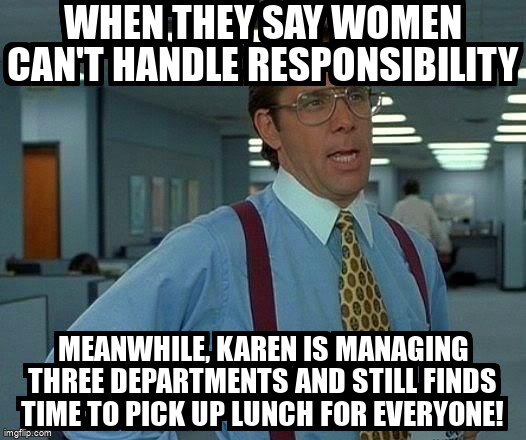 WHEN THEY SAY WOMEN
CAN'T HANDLE RESPONSIBILITY
MEANWHILE, KAREN IS MANAGING
THREE DEPARTMENTS AND STILL FINDS
TIME TO PICK UP LUNCH FOR EVERYONE!
imgflip.com